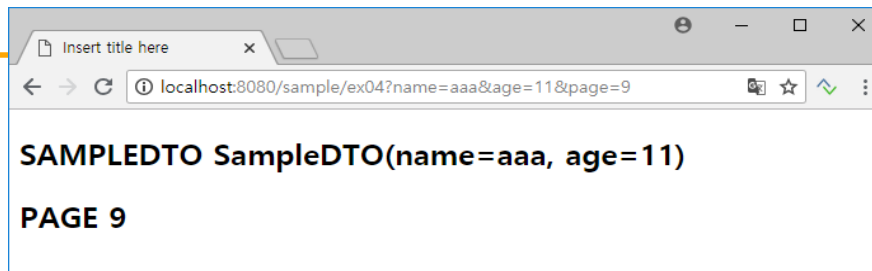 Insert title here
localhost:8080/sample/ex04?name=aaa&age=11&page=9
SAMPLEDTO SampleDTO(name=aaa, age=11)
PAGE 9